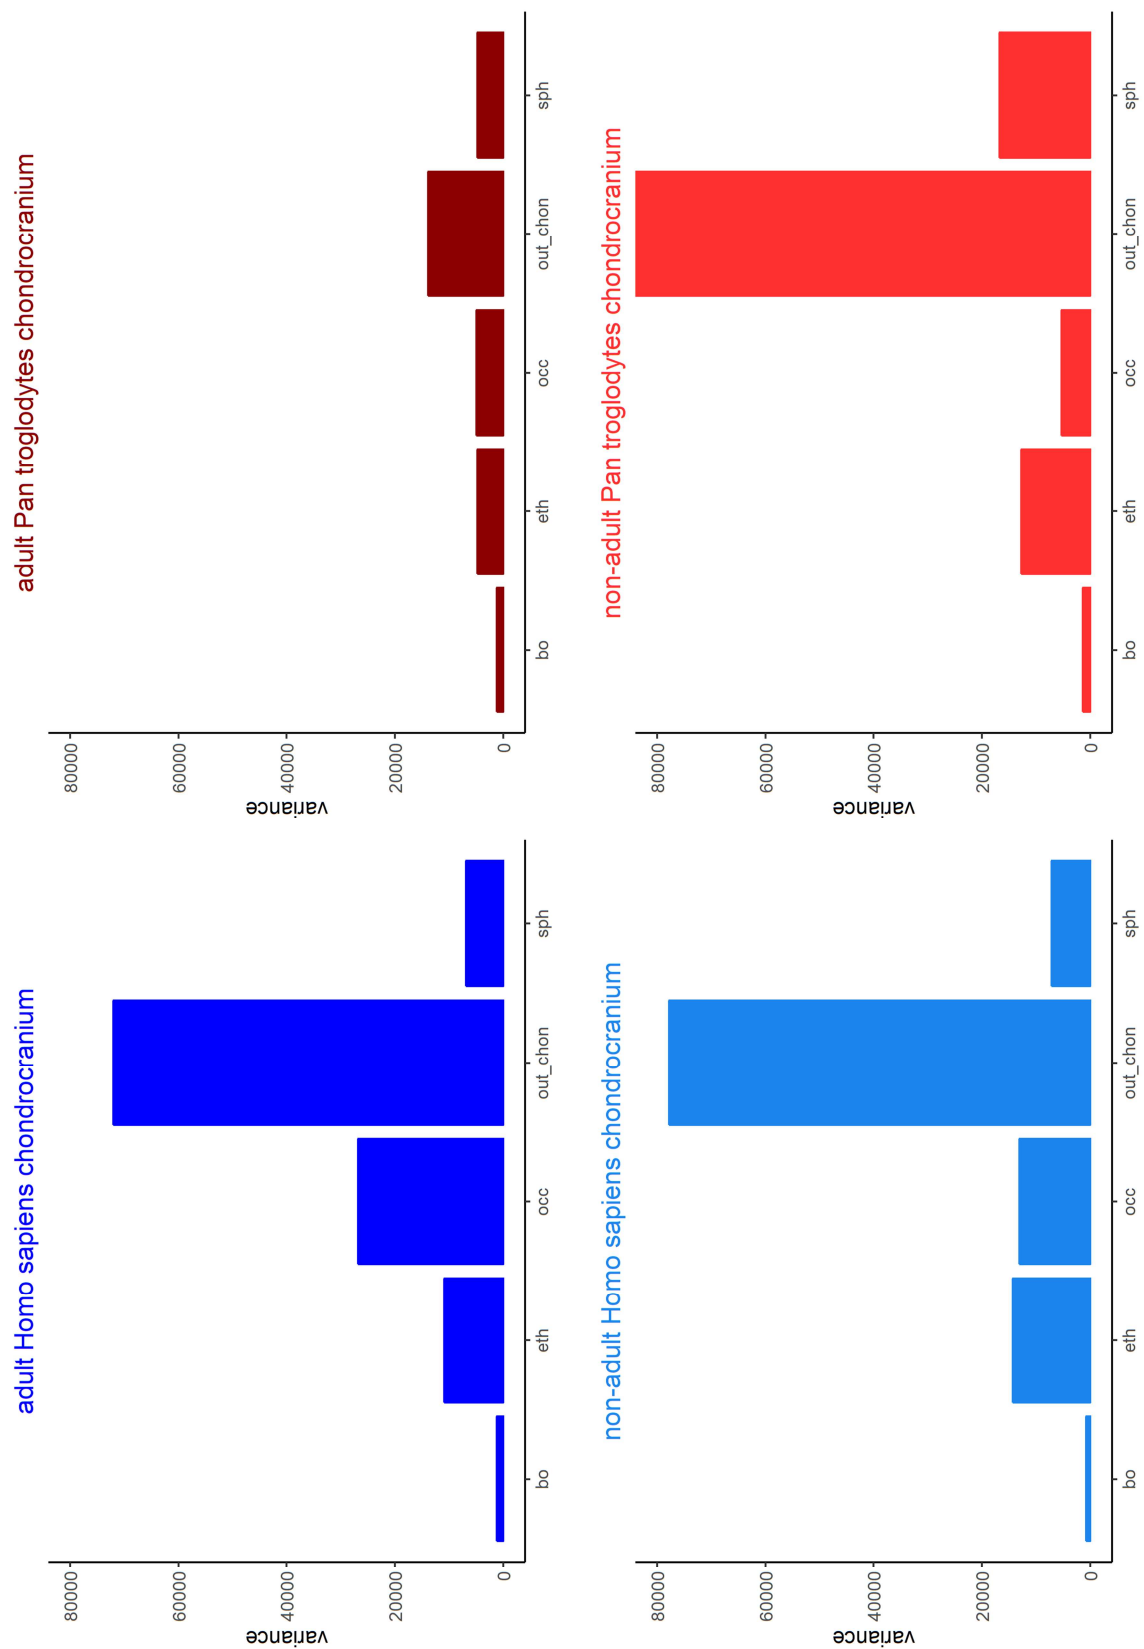 adult Homo sapiens chondrocranium
variance
80000
60000
40000
20000
0
bo eth occ out_chon sph
adult Pan troglodytes chondrocranium
variance
80000
60000
40000
20000
0
bo eth occ out_chon sph
non-adult Homo sapiens chondrocranium
variance
80000
60000
40000
20000
0
bo eth occ out_chon sph
non-adult Pan troglodytes chondrocranium
variance
80000
60000
40000
20000
0
bo eth occ out_chon sph